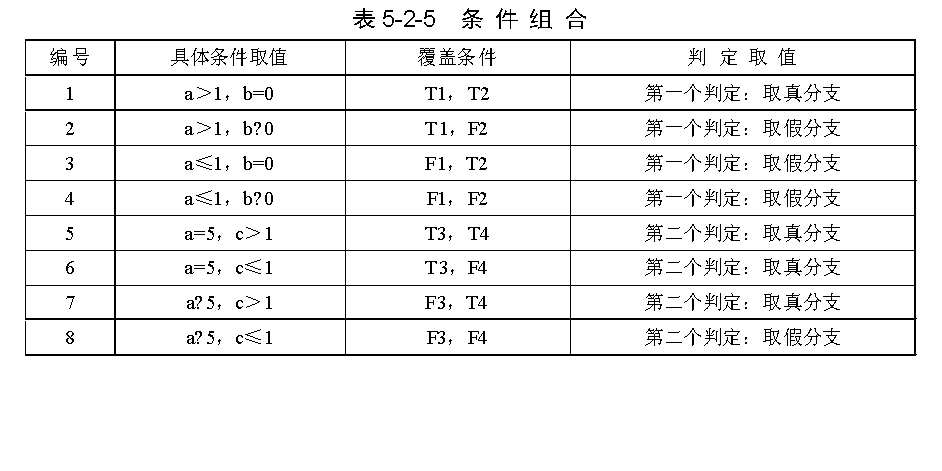 表5-2-5 条 件 组 合
编号 具体条件取值 覆盖条件 判 定 取 值
1 a＞1，b=0 T1，T2 第一个判定：取真分支
2 a＞1，b?0 T1，F2 第一个判定：取假分支
3 a≤1，b=0 F1，T2 第一个判定：取假分支
4 a≤1，b?0 F1，F2 第一个判定：取假分支
5 a=5，c＞1 T3，T4 第二个判定：取真分支
6 a=5，c≤1 T3，F4 第二个判定：取真分支
7 a?5，c＞1 F3，T4 第二个判定：取真分支
8 a?5，c≤1 F3，F4 第二个判定：取假分支